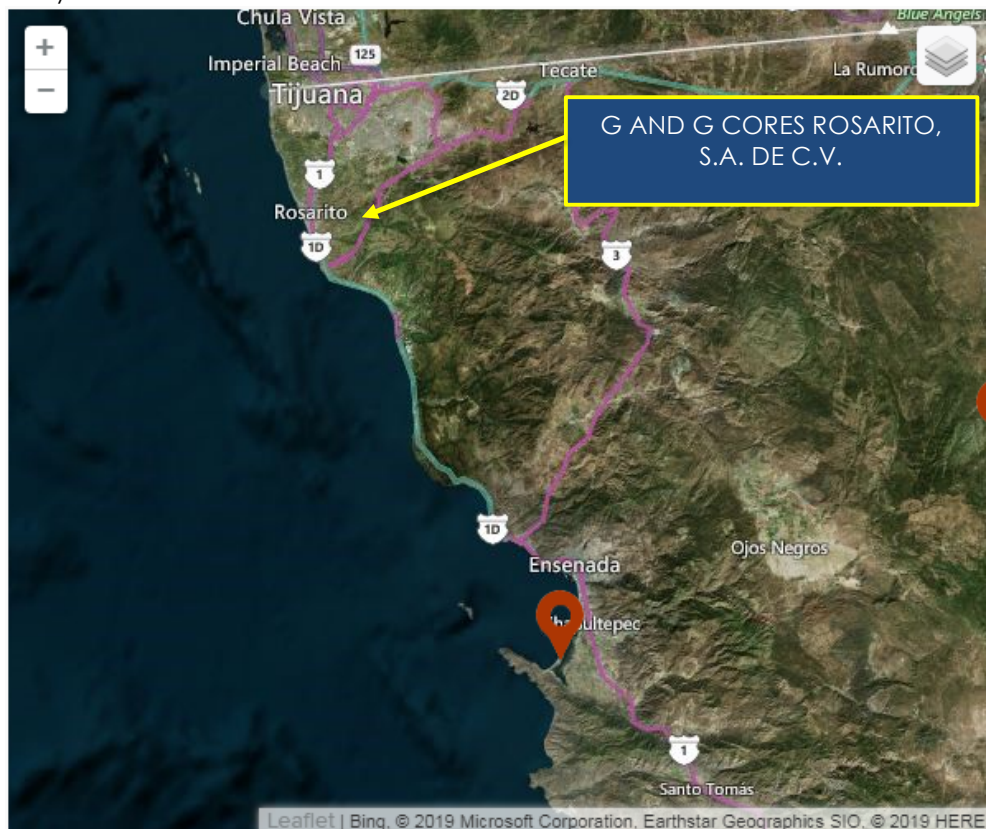 Chula Vista
Blue Angels
Imperial Beach
125
+
−
Tecate
La Rumoro
Tijuana
2D
G AND G CORES ROSARITO,
S.A. DE C.V.
1
Rosarito
1D
3
1D
Ojos Negros
Ensenada
1
Santo Tomas
Leaflet | Bing, © 2019 Microsoft Corporation, Earthstar Geographics SIO, © 2019 HERE